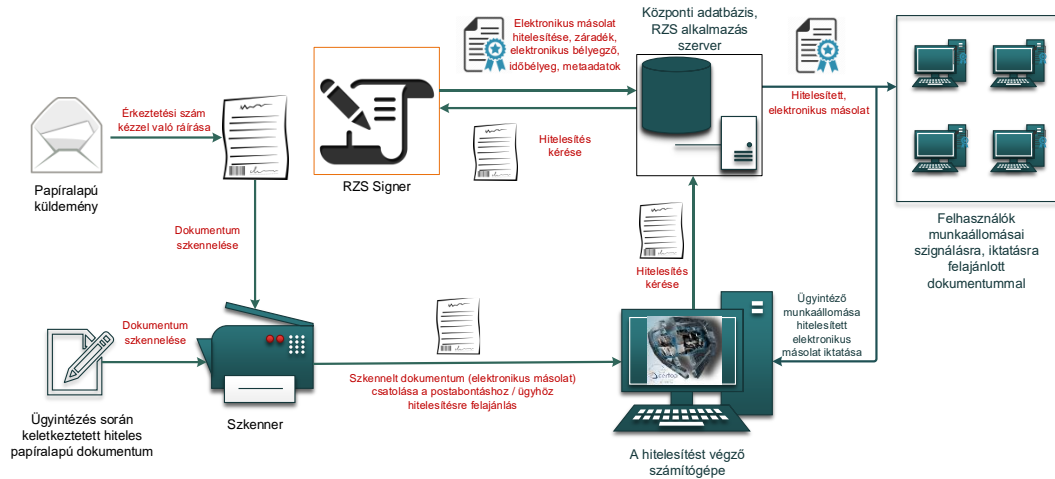 Elektronikus másolat
hitelesítése, záradék,
elektronikus bélyegző,
időbélyeg, metaadatok
Központi adatbázis,
RZS alkalmazás
szerver
Érkeztetési szám
kézzel való ráírása
Hitelesített,
elektronikus másolat
Hitelesítés
kérése
RZS Signer
Papíralapú
küldemény
Felhasználók
munkaállomásai
szignálásra, iktatásra
felajánlott
dokumentummal
Dokumentum
szkennelése
Hitelesítés
kérése
Ügyintéző
munkaállomása
hitelesített
elektronikus
másolat iktatása
Dokumentum
szkennelése
Szkennelt dokumentum (elektronikus másolat)
csatolása a postabontáshoz / ügyhöz
hitelesítésre felajánlás
Ügyintézés során
keletkeztetett hiteles
papíralapú dokumentum
Szkenner
A hitelesítést végző
számítógépe